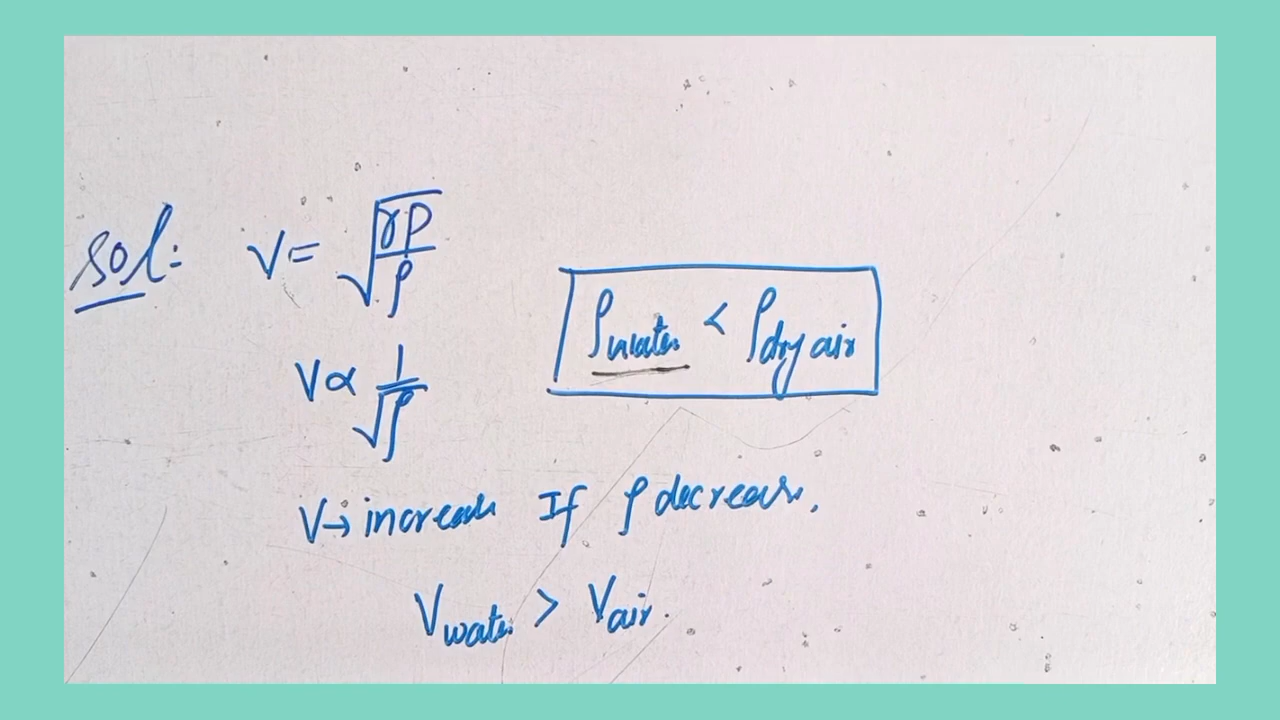 Sol: V = √(γP/ρ)
V ∝ 1/√ρ
ρwater < ρdry air
V → increase If ρ decrease.
Vwater > Vair.